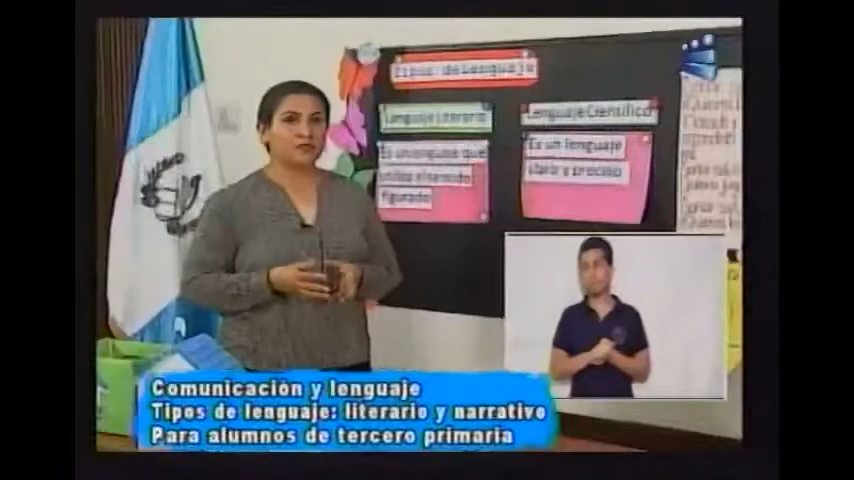 Tipos de lenguaje
Lenguaje Literario
Lenguaje Científico
Es un lenguaje que
utiliza el sentido
figurado
Es un lenguaje
claro y preciso
Comunicación y lenguaje
Tipos de lenguaje: literario y narrativo
Para alumnos de tercero primaria